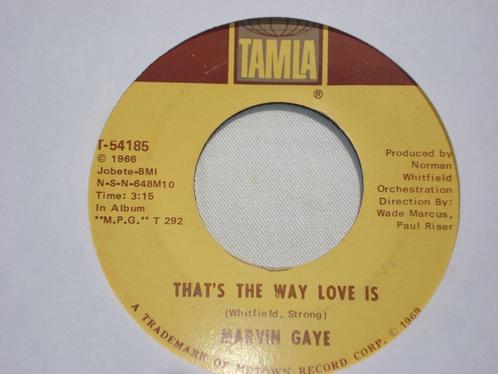 TAMLA
®
T-54185
© 1966
Jobete-BMI
N-S-N-648M10
Time: 3:15
In Album
"M.P.G." T 292
Produced by
Norman
Whitfield
Orchestration
Direction By:
Wade Marcus,
Paul Riser
THAT'S THE WAY LOVE IS
(Whitfield, Strong)
MARVIN GAYE
A TRADEMARK OF MOTOWN RECORD CORP. © 1969